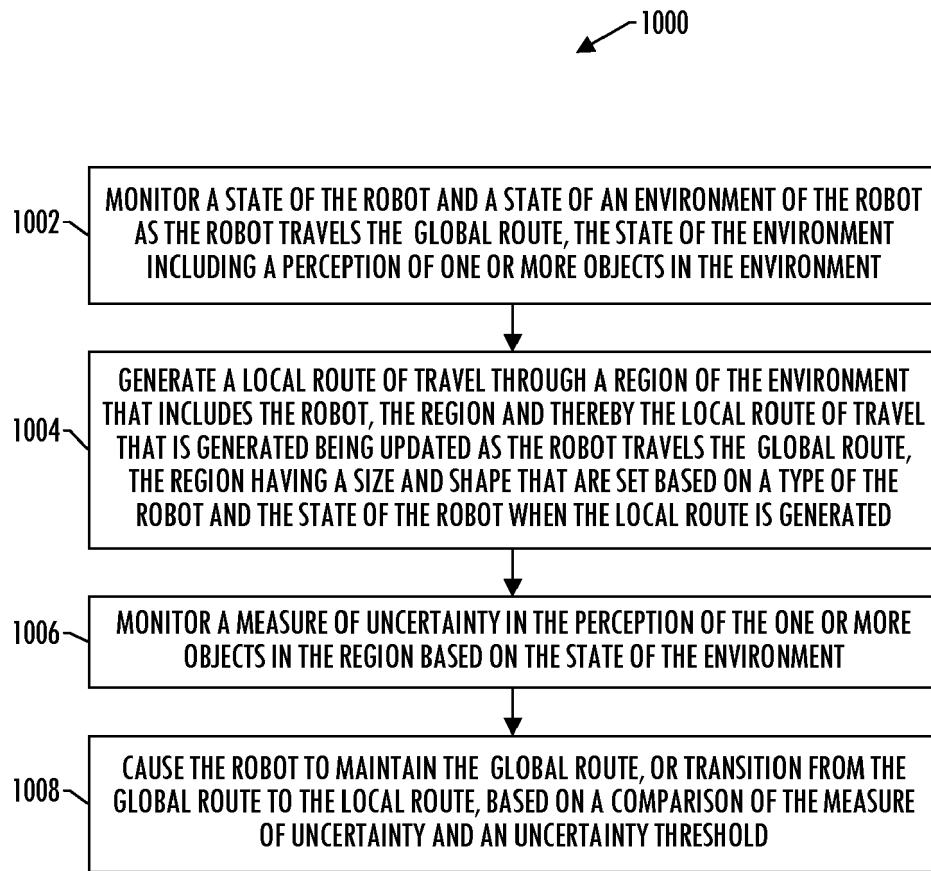 1000
1002
MONITOR A STATE OF THE ROBOT AND A STATE OF AN ENVIRONMENT OF THE ROBOT
AS THE ROBOT TRAVELS THE GLOBAL ROUTE, THE STATE OF THE ENVIRONMENT
INCLUDING A PERCEPTION OF ONE OR MORE OBJECTS IN THE ENVIRONMENT
1004
GENERATE A LOCAL ROUTE OF TRAVEL THROUGH A REGION OF THE ENVIRONMENT
THAT INCLUDES THE ROBOT, THE REGION AND THEREBY THE LOCAL ROUTE OF TRAVEL
THAT IS GENERATED BEING UPDATED AS THE ROBOT TRAVELS THE GLOBAL ROUTE,
THE REGION HAVING A SIZE AND SHAPE THAT ARE SET BASED ON A TYPE OF THE
ROBOT AND THE STATE OF THE ROBOT WHEN THE LOCAL ROUTE IS GENERATED
1006
MONITOR A MEASURE OF UNCERTAINTY IN THE PERCEPTION OF THE ONE OR MORE
OBJECTS IN THE REGION BASED ON THE STATE OF THE ENVIRONMENT
1008
CAUSE THE ROBOT TO MAINTAIN THE GLOBAL ROUTE, OR TRANSITION FROM THE
GLOBAL ROUTE TO THE LOCAL ROUTE, BASED ON A COMPARISON OF THE MEASURE
OF UNCERTAINTY AND AN UNCERTAINTY THRESHOLD